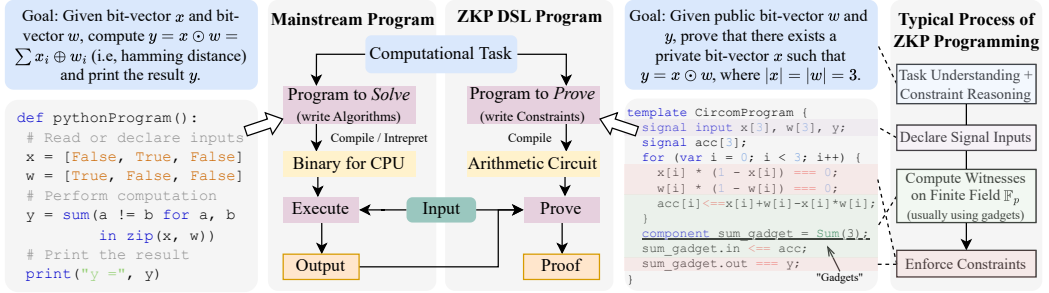 Goal: Given bit-vector x and bit-
vector w, compute y = x ⊙ w =
∑ x_i ⊕ w_i (i.e, hamming distance)
and print the result y.
def pythonProgram():
# Read or declare inputs
x = [False, True, False]
w = [True, False, False]
# Perform computation
y = sum(a != b for a, b
in zip(x, w))
# Print the result
print("y =", y)
Mainstream Program
ZKP DSL Program
Computational Task
Program to Solve
(write Algorithms)
Program to Prove
(write Constraints)
Compile / Intrepret
Compile
Binary for CPU
Arithmetic Circuit
Execute
Input
Prove
Output
Proof
Goal: Given public bit-vector w and
y, prove that there exists a
private bit-vector x such that
y = x ⊙ w, where |x| = |w| = 3.
template CircomProgram {
signal input x[3], w[3], y;
signal acc[3];
for (var i = 0; i < 3; i++) {
x[i] * (1 - x[i]) === 0;
w[i] * (1 - w[i]) === 0;
acc[i]<==x[i]+w[i]-x[i]*w[i];
}
component sum_gadget = Sum(3);
sum_gadget.in <== acc;
sum_gadget.out === y;
}
"Gadgets"
Typical Process of
ZKP Programming
Task Understanding +
Constraint Reasoning
Declare Signal Inputs
Compute Witnesses
on Finite Field 𝔽_p
(usually using gadgets)
Enforce Constraints